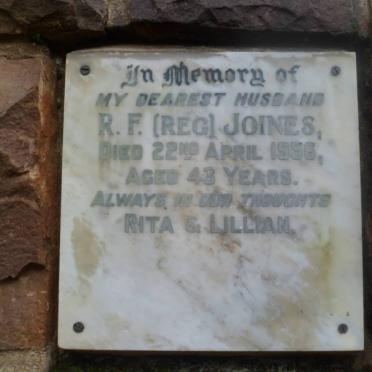 In Memory of
MY DEAREST HUSBAND
R. F. (REG) JOINES,
DIED 22ND APRIL 1956,
AGED 43 YEARS.
ALWAYS IN OUR THOUGHTS
RITA & LILLIAN.